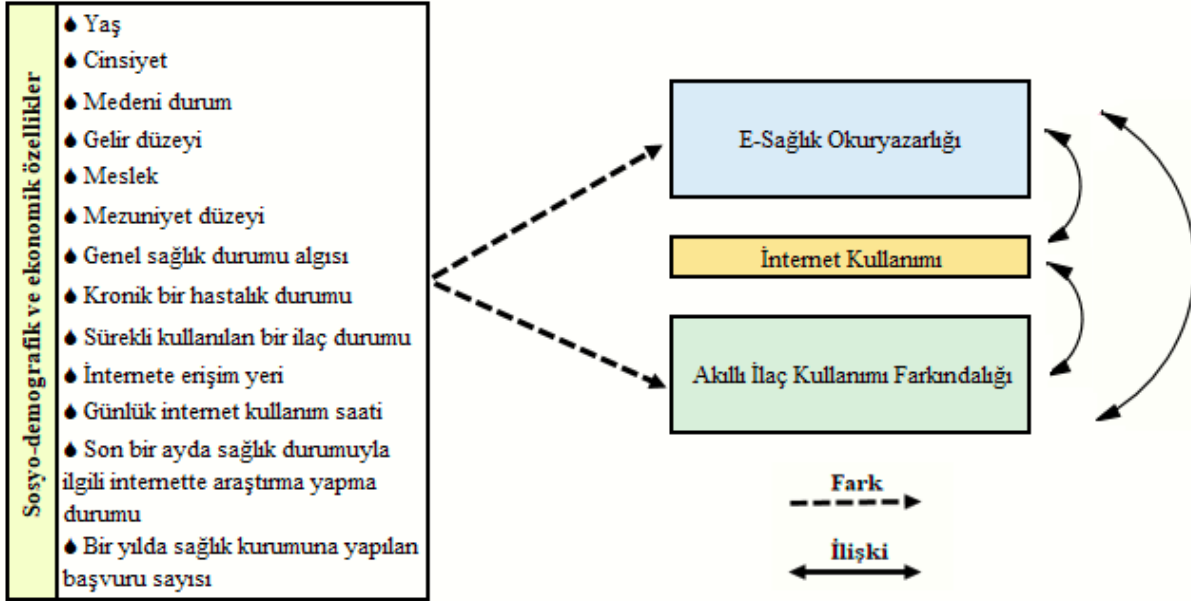 Sosyo-demografik ve ekonomik özellikler
Yaş
Cinsiyet
Medeni durum
Gelir düzeyi
Meslek
Mezuniyet düzeyi
Genel sağlık durumu algısı
Kronik bir hastalık durumu
Sürekli kullanılan bir ilaç durumu
İnternete erişim yeri
Günlük internet kullanım saati
Son bir ayda sağlık durumuyla
ilgili internette araştırma yapma
durumu
Bir yılda sağlık kurumuna yapılan
başvuru sayısı
E-Sağlık Okuryazarlığı
İnternet Kullanımı
Akıllı İlaç Kullanımı Farkındalığı
Fark
İlişki